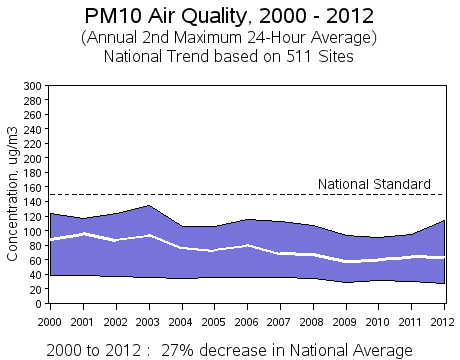 PM10 Air Quality, 2000 - 2012
(Annual 2nd Maximum 24-Hour Average)
National Trend based on 511 Sites
Concentration, ug/m3
300
280
260
240
220
200
180
160
140
120
100
80
60
40
20
0
National Standard
2000 2001 2002 2003 2004 2005 2006 2007 2008 2009 2010 2011 2012
2000 to 2012 : 27% decrease in National Average